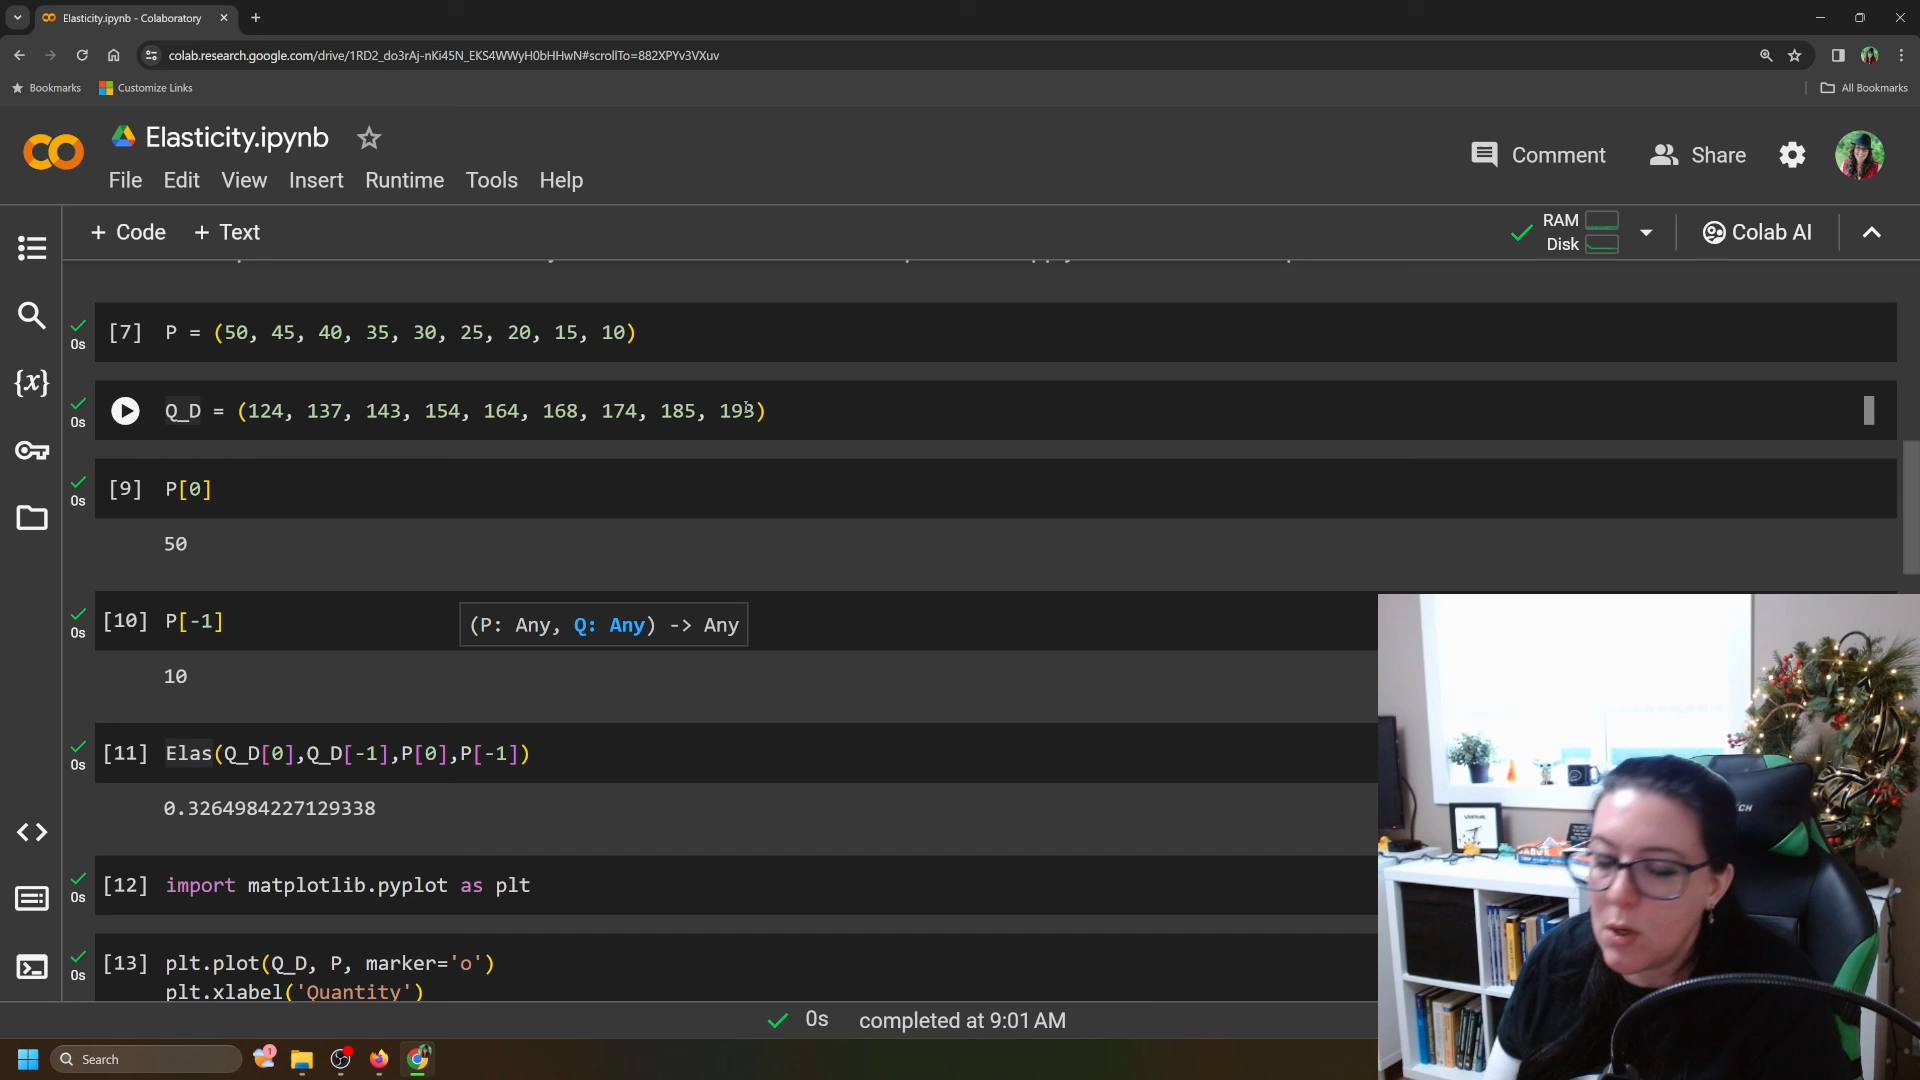 Elasticity.ipynb - Colaboratory
colab.research.google.com/drive/1RD2_do3rAj-nKi45N_EKS4WWyH0bHHwN#scrollTo=882XPYv3VXuv
Bookmarks
Customize Links
All Bookmarks
Elasticity.ipynb
Comment
Share
File Edit View Insert Runtime Tools Help
+ Code + Text
RAM
Disk
Colab AI
[7] P = (50, 45, 40, 35, 30, 25, 20, 15, 10)
0s
Q_D = (124, 137, 143, 154, 164, 168, 174, 185, 193)
0s
[9] P[0]
0s
50
[10] P[-1]
0s
(P: Any, Q: Any) -> Any
10
[11] Elas(Q_D[0],Q_D[-1],P[0],P[-1])
0s
0.3264984227129338
[12] import matplotlib.pyplot as plt
0s
[13] plt.plot(Q_D, P, marker='o')
0s
plt.xlabel('Quantity')
0s completed at 9:01 AM
Search
1